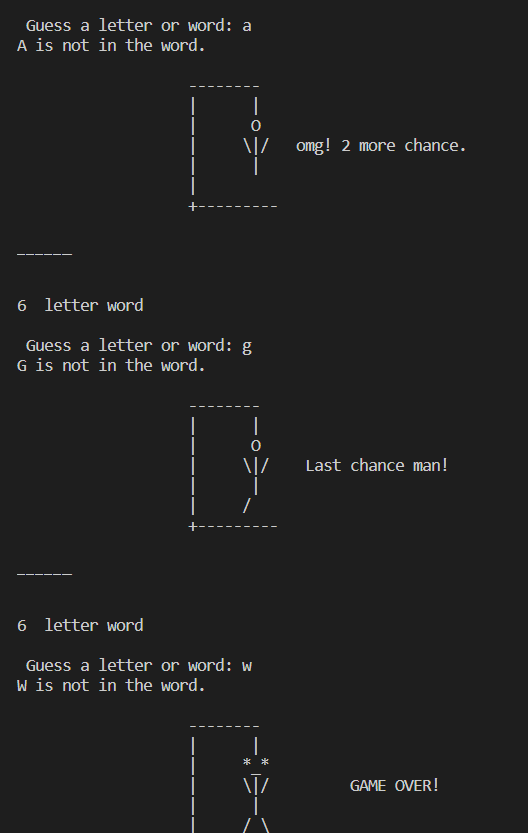 Guess a letter or word: a
A is not in the word.
                   --------
                   |      |
                   |      O
                   |     \|/   omg! 2 more chance.
                   |      |
                   |
                   +---------
______
6  letter word
 Guess a letter or word: g
G is not in the word.
                   --------
                   |      |
                   |      O
                   |     \|/    Last chance man!
                   |      |
                   |     /
                   +---------
______
6  letter word
 Guess a letter or word: w
W is not in the word.
                   --------
                   |      |
                   |     *_*
                   |     \|/         GAME OVER!
                   |      |
                   |     / \